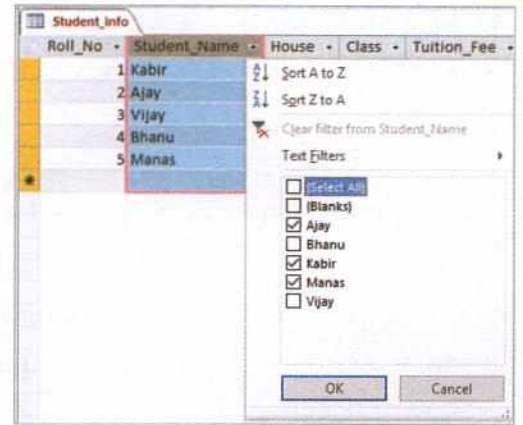 Student_Info
Roll_No Student_Name House Class Tuition_Fee
1 Kabir
2 Ajay
3 Vijay
4 Bhanu
5 Manas
Sort A to Z
Sort Z to A
Clear filter from Student_Name
Text Filters
(Select All)
(Blanks)
Ajay
Bhanu
Kabir
Manas
Vijay
OK Cancel